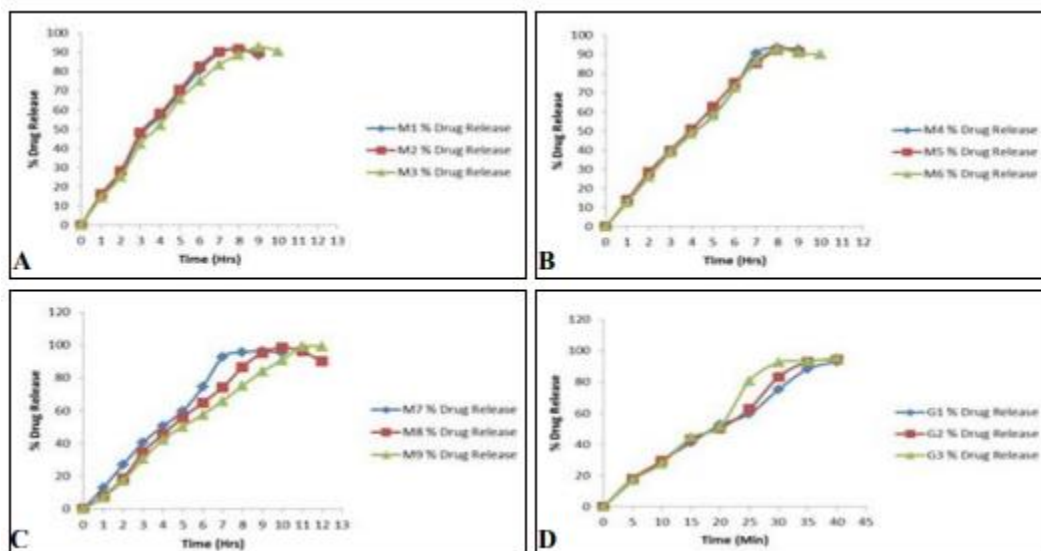 % Drug Release
100
90
80
70
60
50
40
30
20
10
0
0 1 2 3 4 5 6 7 8 9 10 11 12 13
Time (Hrs)
M1 % Drug Release
M2 % Drug Release
M3 % Drug Release
A
% Drug Release
100
90
80
70
60
50
40
30
20
10
0
0 1 2 3 4 5 6 7 8 9 10 11 12 13
Time (Hrs)
M4 % Drug Release
M5 % Drug Release
M6 % Drug Release
B
% Drug Release
120
100
80
60
40
20
0
0 1 2 3 4 5 6 7 8 9 10 11 12 13
Time (Hrs)
M7 % Drug Release
M8 % Drug Release
M9 % Drug Release
C
% Drug Release
120
100
80
60
40
20
0
0 5 10 15 20 25 30 35 40 45
Time (Min)
G1 % Drug Release
G2 % Drug Release
G3 % Drug Release
D